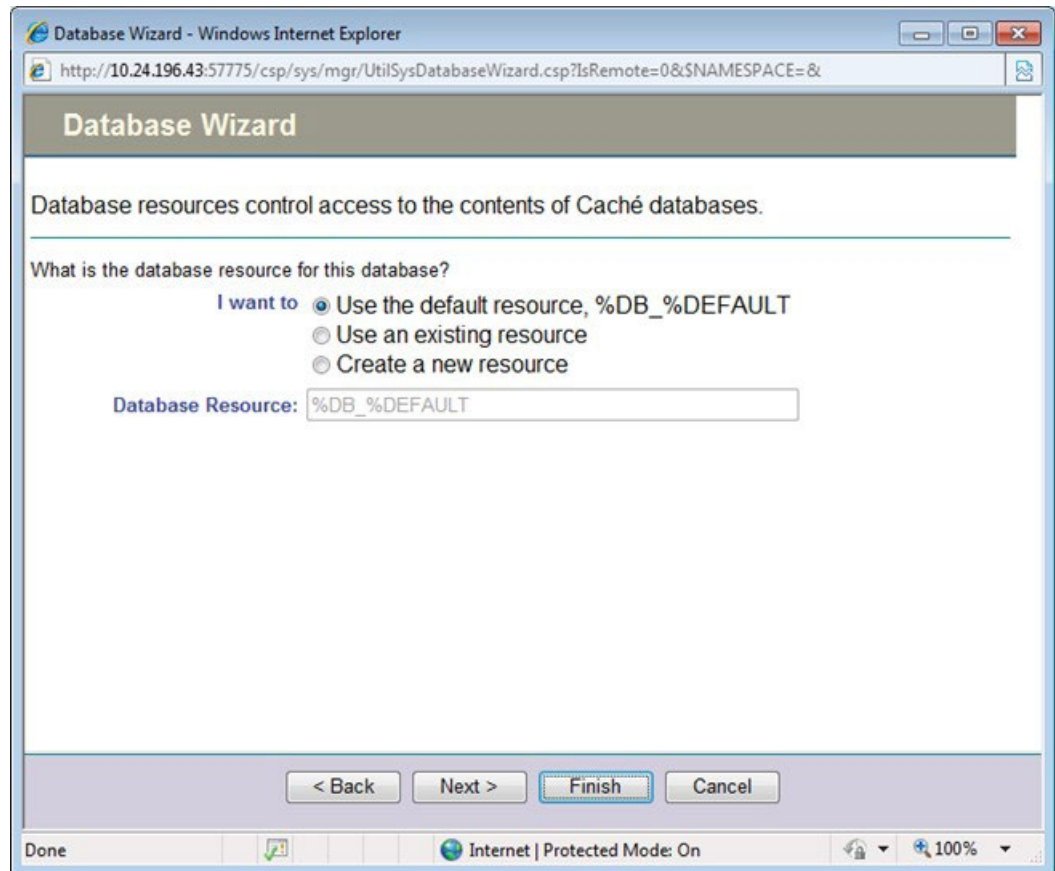 Database Wizard - Windows Internet Explorer
http://10.24.196.43:57775/csp/sys/mgr/UtilSysDatabaseWizard.csp?IsRemote=0&$NAMESPACE=&
Database Wizard
Database resources control access to the contents of Caché databases.
What is the database resource for this database?
I want to Use the default resource, %DB_%DEFAULT
Use an existing resource
Create a new resource
Database Resource: %DB_%DEFAULT
< Back Next > Finish Cancel
Done Internet | Protected Mode: On 100%